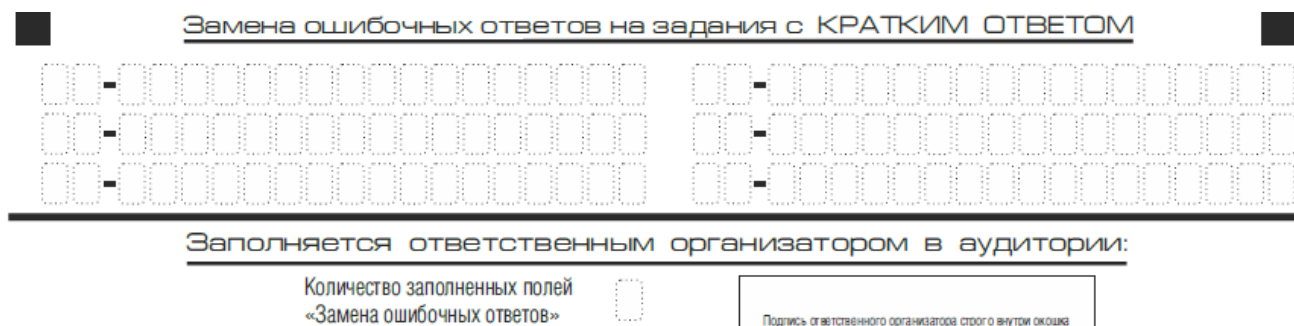 Замена ошибочных ответов на задания с КРАТКИМ ОТВЕТОМ
Заполняется ответственным организатором в аудитории:
Количество заполненных полей
«Замена ошибочных ответов»
Подпись ответственного организатора строго внутри окошка